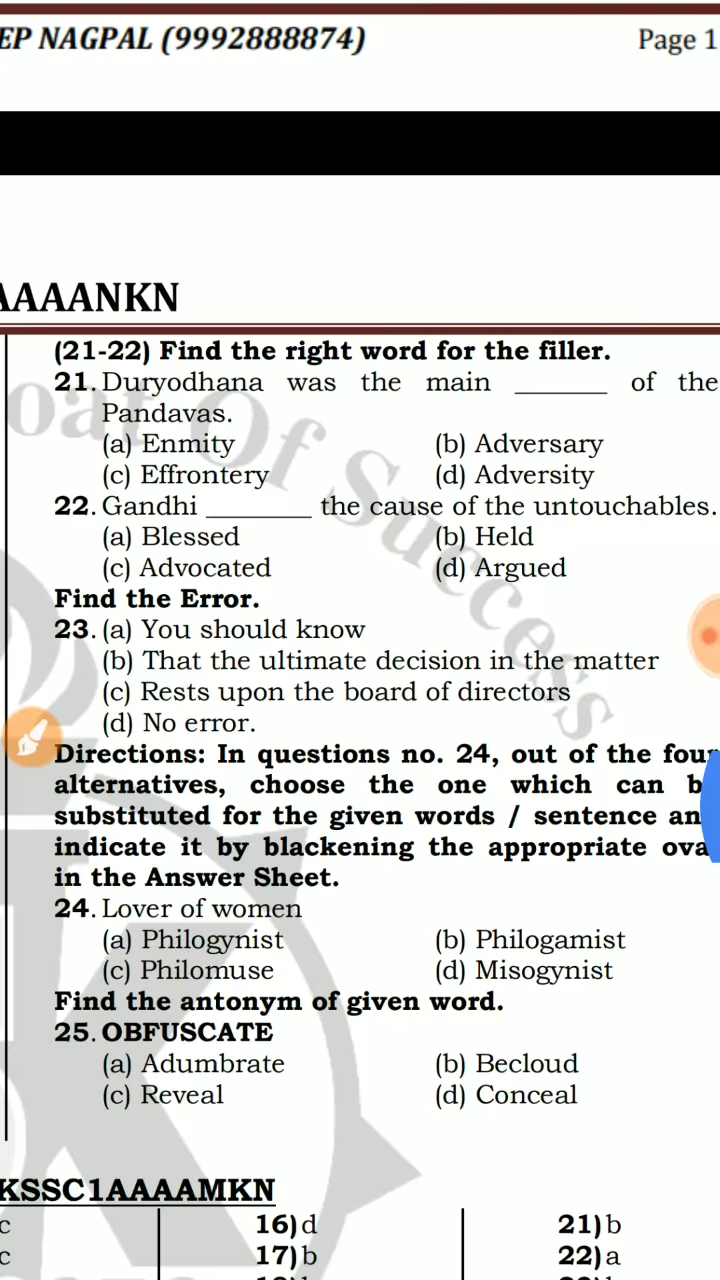 EP NAGPAL (9992888874) Page 1
AAAANKN
(21-22) Find the right word for the filler.
21. Duryodhana was the main _______ of the
Pandavas.
(a) Enmity (b) Adversary
(c) Effrontery (d) Adversity
22. Gandhi ________ the cause of the untouchables.
(a) Blessed (b) Held
(c) Advocated (d) Argued
Find the Error.
23. (a) You should know
(b) That the ultimate decision in the matter
(c) Rests upon the board of directors
(d) No error.
Directions: In questions no. 24, out of the four
alternatives, choose the one which can b
substituted for the given words / sentence an
indicate it by blackening the appropriate ova
in the Answer Sheet.
24. Lover of women
(a) Philogynist (b) Philogamist
(c) Philomuse (d) Misogynist
Find the antonym of given word.
25. OBFUSCATE
(a) Adumbrate (b) Becloud
(c) Reveal (d) Conceal
KSSC1AAAAMKN
c 16) d 21) b
c 17) b 22) a
oat Of Success
K